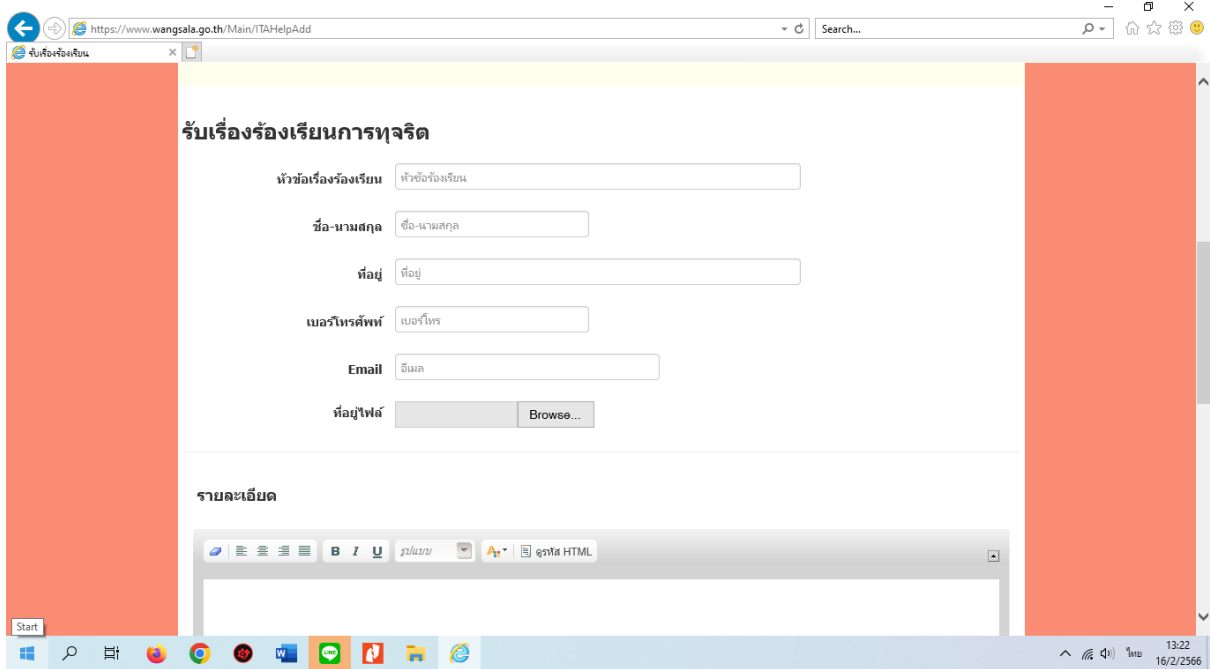 https://www.wangsala.go.th/Main/ITAHelpAdd
Search...
รับเรื่องร้องเรียน
รับเรื่องร้องเรียนการทุจริต
หัวข้อเรื่องร้องเรียน หัวข้อร้องเรียน
ชื่อ-นามสกุล ชื่อ-นามสกุล
ที่อยู่ ที่อยู่
เบอร์โทรศัพท์ เบอร์โทร
Email อีเมล
ที่อยู่ไฟล์ Browse...
รายละเอียด
B I U รูปแบบ ดูรหัส HTML
Start
LINE
ไทย
13:22
16/2/2566